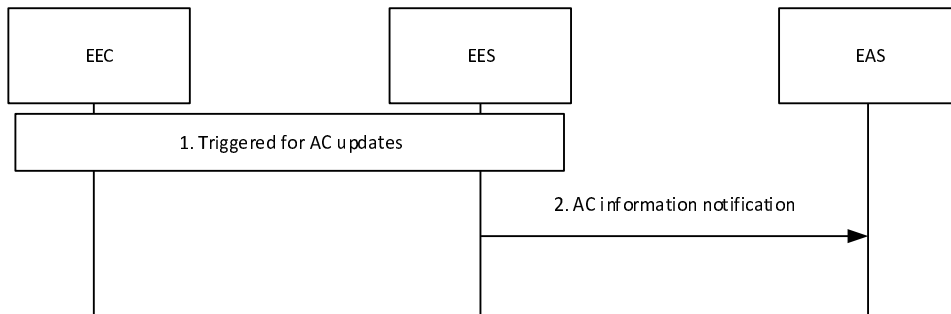 EEC
EES
EAS
1. Triggered for AC updates
2. AC information notification